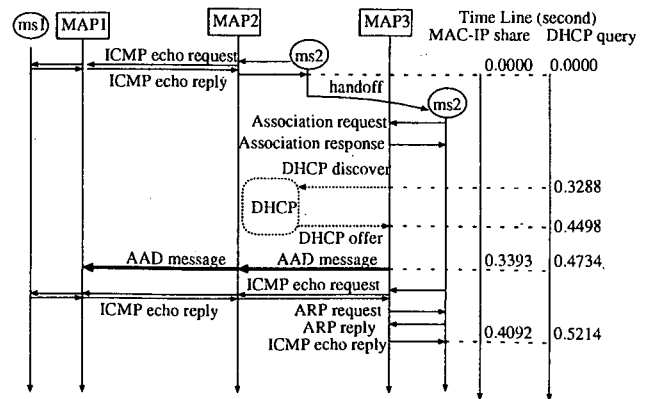 ms1 MAP1 MAP2 MAP3 Time Line (second)
MAC-IP share DHCP query
ICMP echo request
ms2
0.0000 0.0000
ICMP echo reply
handoff
ms2
Association request
Association response
DHCP discover
0.3288
DHCP
0.4498
DHCP offer
AAD message AAD message 0.3393 0.4734
ICMP echo request
ICMP echo reply ARP request
ARP reply
0.4092 0.5214
ICMP echo reply